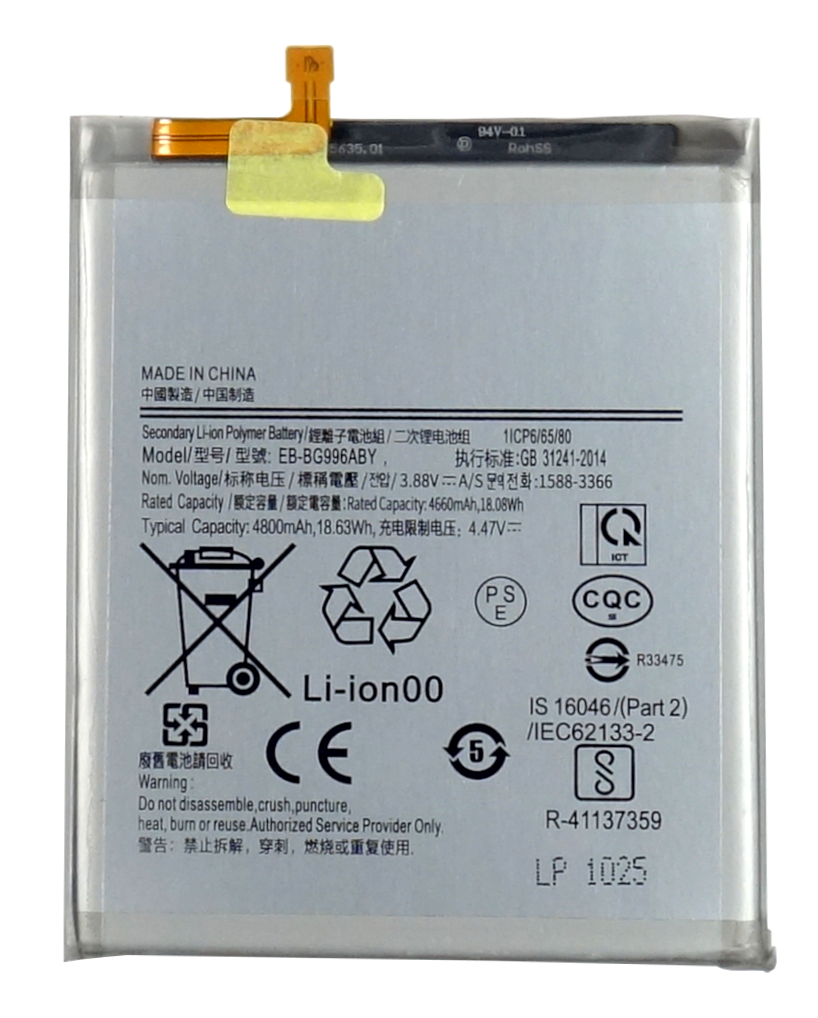 94V-0.1
5635.01
RohSS
MADE IN CHINA
中國製造/中国制造
Secondary Li-ion Polymer Battery/鋰離子電池組/二次锂电池组 1ICP6/65/80
Model/型号/型號: EB-BG996ABY , 执行标准:GB 31241-2014
Nom. Voltage/标称电压/標稱電壓/전압/3.88V⎓A/S 문의전화:1588-3366
Rated Capacity /额定容量/額定電容量:Rated Capacity: 4660mAh,18.08Wh
Typical Capacity: 4800mAh,18.63Wh, 充电限制电压: 4.47V⎓
ICT
PS
E
CQC
R33475
Li-ion00
IS 16046/(Part 2)
/IEC62133-2
廢舊電池請回收
CE
5
Warning:
Do not disassemble,crush,puncture,
heat, burn or reuse.Authorized Service Provider Only.
警告: 禁止拆解, 穿刺, 燃烧或重复使用.
R-41137359
LP 1025